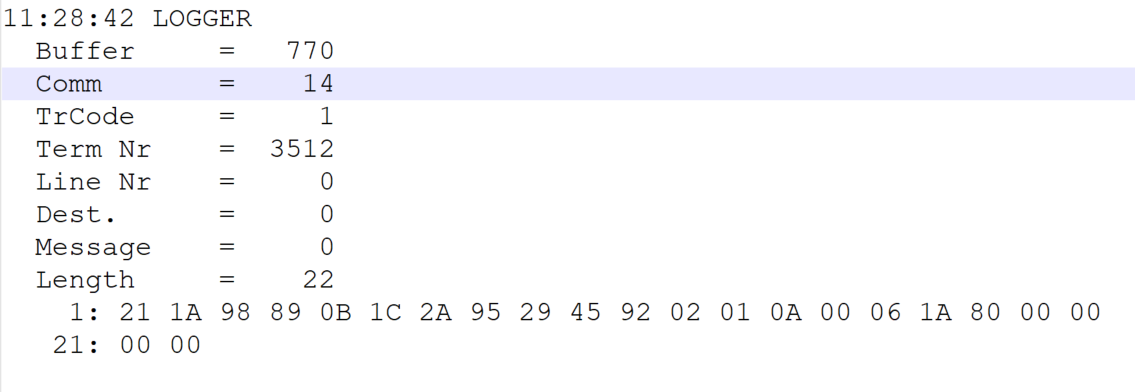 11:28:42 LOGGER
Buffer = 770
Comm = 14
TrCode = 1
Term Nr = 3512
Line Nr = 0
Dest. = 0
Message = 0
Length = 22
1: 21 1A 98 89 0B 1C 2A 95 29 45 92 02 01 0A 00 06 1A 80 00 00
21: 00 00